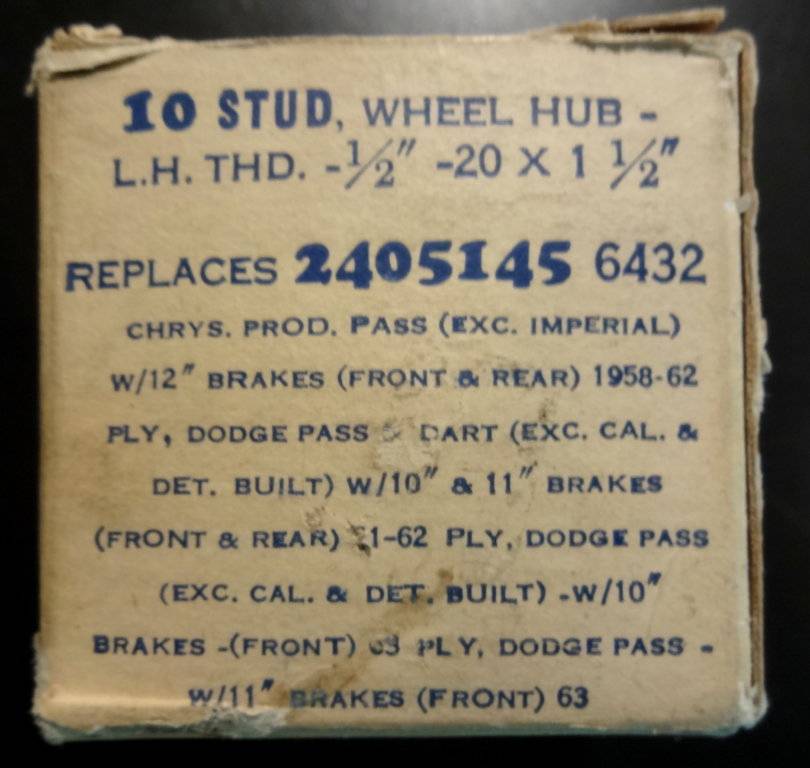 10 STUD, WHEEL HUB -
L.H. THD. -1/2" -20 X 1 1/2"
REPLACES 2405145 6432
CHRYS. PROD. PASS (EXC. IMPERIAL)
W/12" BRAKES (FRONT & REAR) 1958-62
PLY, DODGE PASS & DART (EXC. CAL. &
DET. BUILT) W/10" & 11" BRAKES
(FRONT & REAR) 1-62 PLY, DODGE PASS
(EXC. CAL. & DET. BUILT) -W/10"
BRAKES -(FRONT) 63 PLY, DODGE PASS -
W/11" BRAKES (FRONT) 63